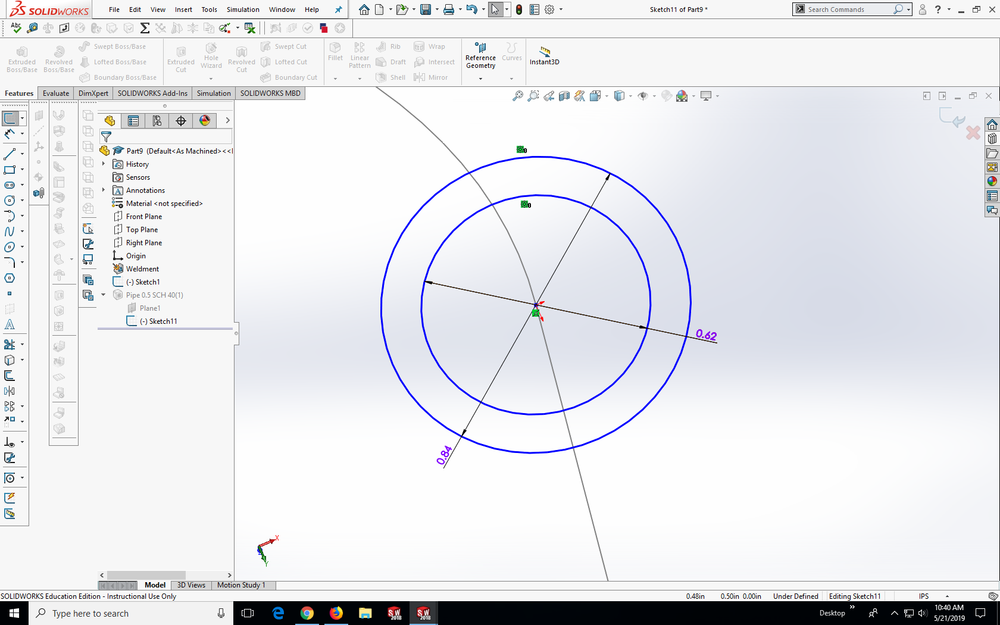 SOLIDWORKS File Edit View Insert Tools Simulation Window Help
Sketch11 of Part9 *
Search Commands
?
Abc
Extruded Boss/Base
Revolved Boss/Base
Swept Boss/Base
Lofted Boss/Base
Boundary Boss/Base
Extruded Cut
Hole Wizard
Revolved Cut
Swept Cut
Lofted Cut
Boundary Cut
Fillet
Linear Pattern
Rib
Draft
Shell
Wrap
Intersect
Mirror
Reference Geometry
Curves
Instant3D
Features Evaluate DimXpert SOLIDWORKS Add-Ins Simulation SOLIDWORKS MBD
Part9 (Default<As Machined><<
History
Sensors
Annotations
Material <not specified>
Front Plane
Top Plane
Right Plane
Origin
Weldment
(-) Sketch1
Pipe 0.5 SCH 40(1)
Plane1
(-) Sketch11
0
0
0.62
0.84
X
Y
Model 3D Views Motion Study 1
SOLIDWORKS Education Edition - Instructional Use Only
0.48in 0.50in 0.00in Under Defined Editing Sketch11 IPS
Type here to search
SW 2018
SW 2018
Desktop
10:40 AM
5/21/2019